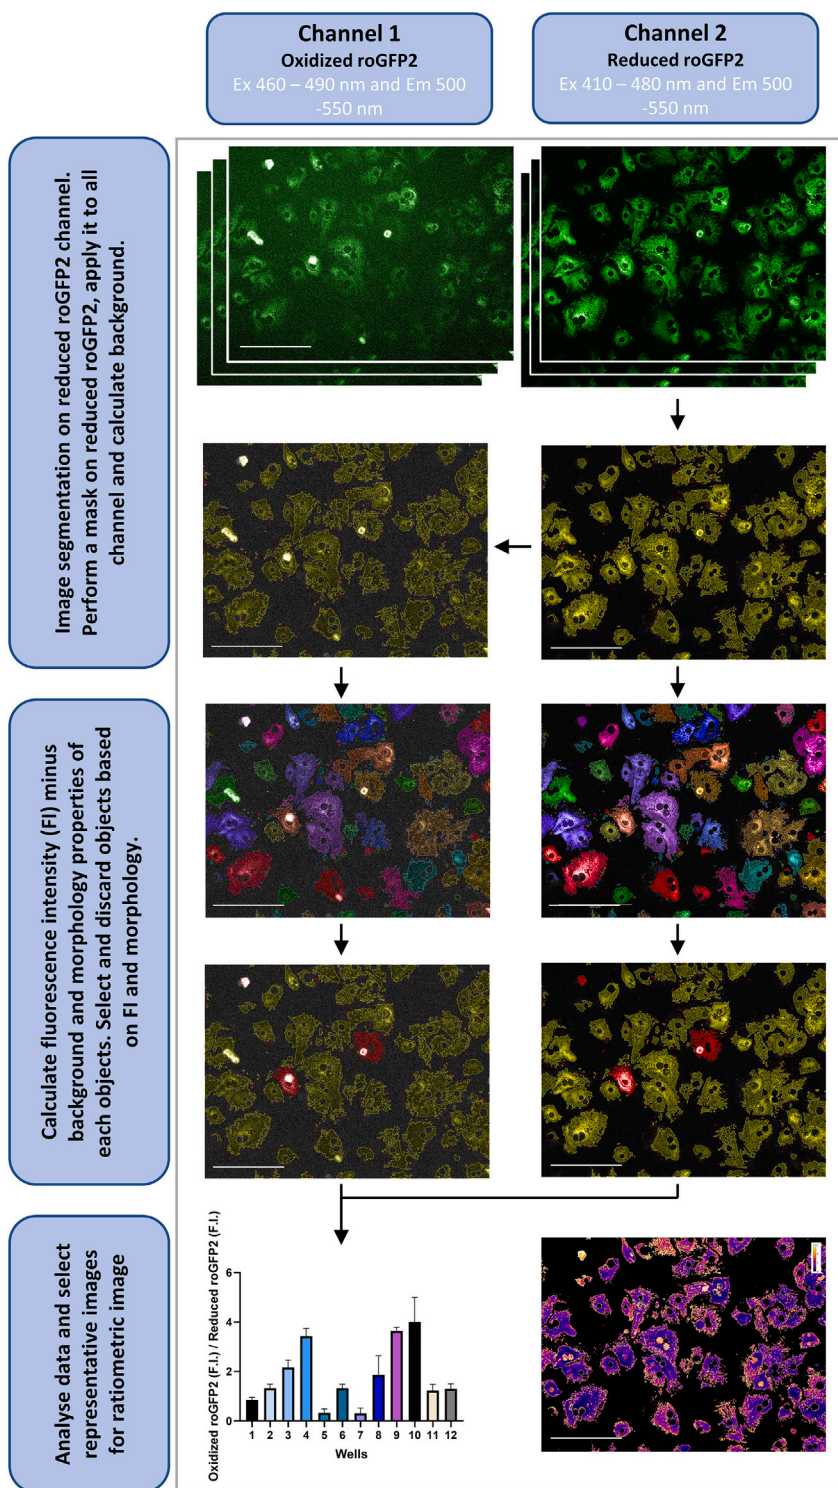 Channel 1
Oxidized roGFP2
Ex 460 – 490 nm and Em 500
-550 nm
Channel 2
Reduced roGFP2
Ex 410 – 480 nm and Em 500
-550 nm
Image segmentation on reduced roGFP2 channel.
Perform a mask on reduced roGFP2, apply it to all
channel and calculate background.
Calculate fluorescence intensity (FI) minus
background and morphology properties of
each objects. Select and discard objects based
on FI and morphology.
Analyse data and select
representative images
for ratiometric image
Oxidized roGFP2 (F.I.) / Reduced roGFP2 (F.I.)
6
4
2
0
1 2 3 4 5 6 7 8 9 10 11 12
Wells